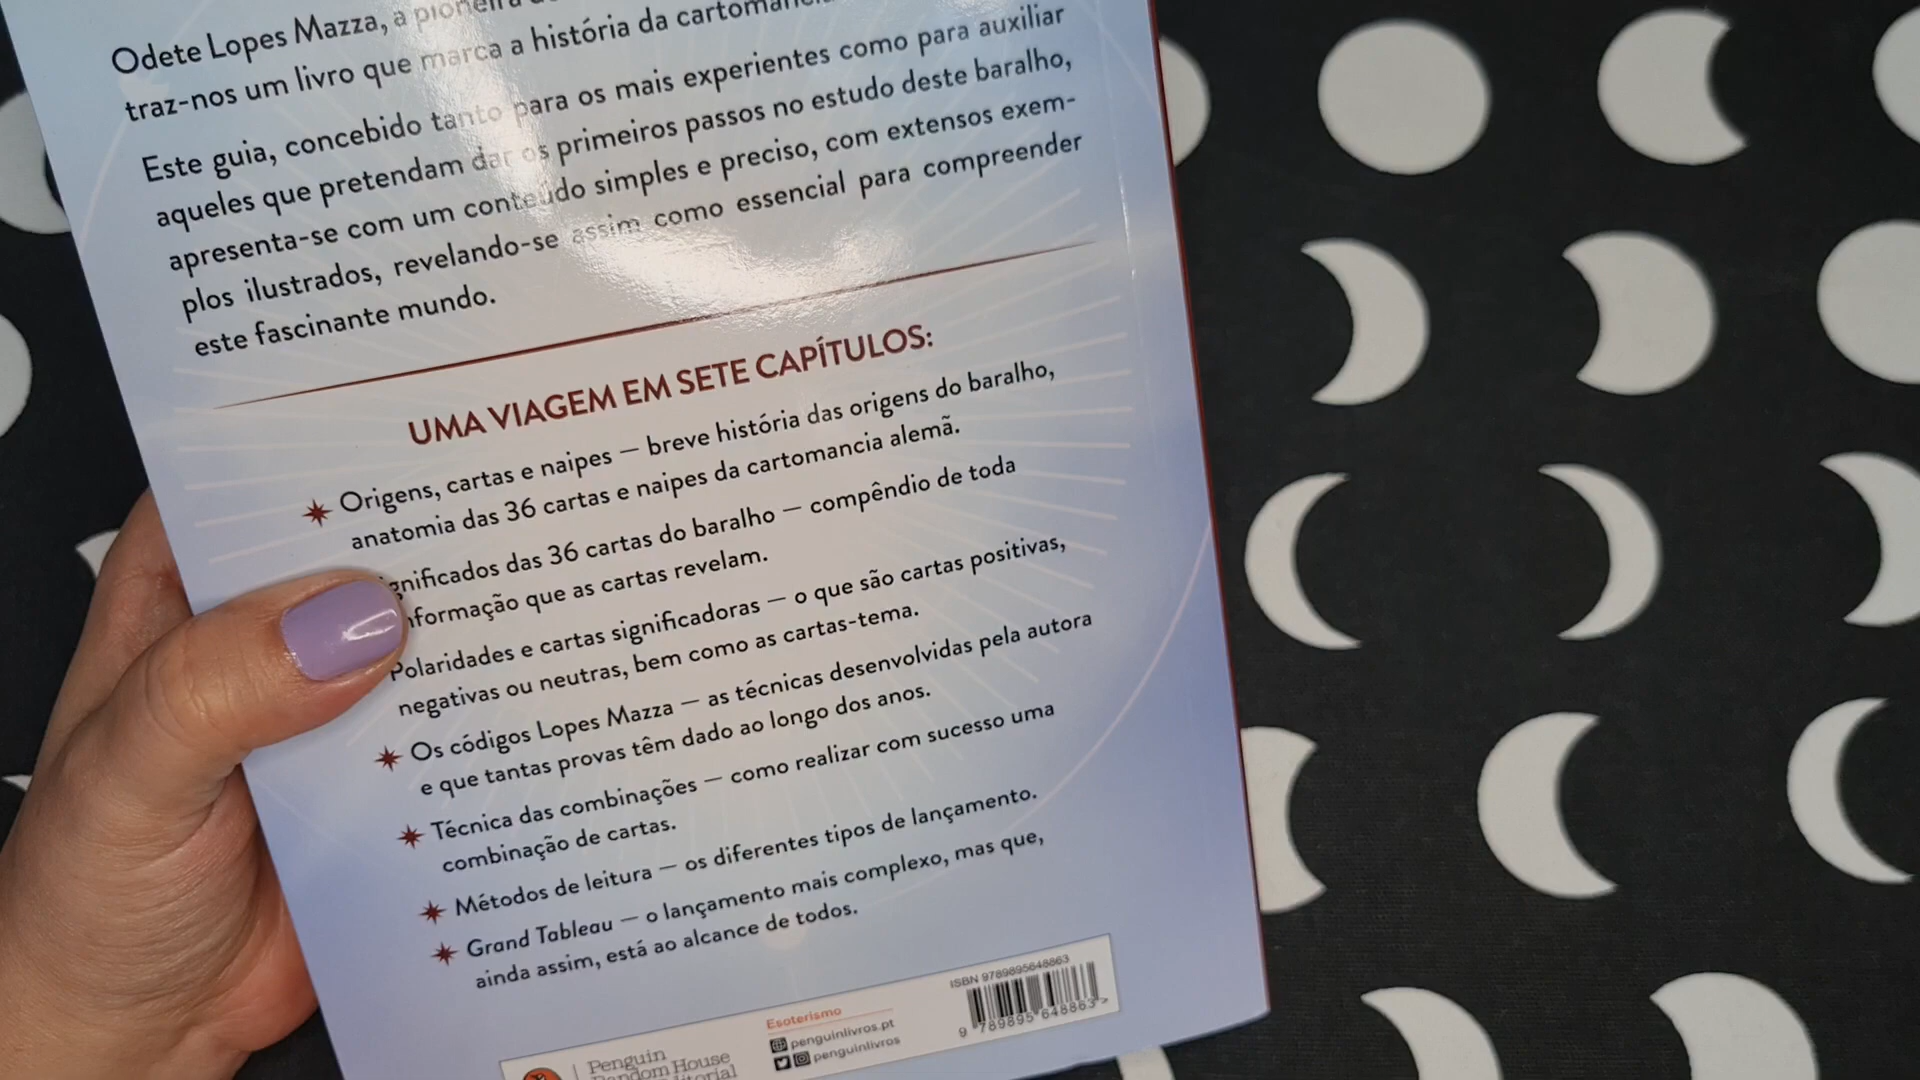 Odete Lopes Mazza, a pioneira
traz-nos um livro que marca a história da cartomancia
Este guia, concebido tanto para os mais experientes como para auxiliar
aqueles que pretendam dar os primeiros passos no estudo deste baralho,
apresenta-se com um conteúdo simples e preciso, com extensos exem-
plos ilustrados, revelando-se assim como essencial para compreender
este fascinante mundo.
UMA VIAGEM EM SETE CAPÍTULOS:
Origens, cartas e naipes — breve história das origens do baralho,
anatomia das 36 cartas e naipes da cartomancia alemã.
gnificados das 36 cartas do baralho — compêndio de toda
nformação que as cartas revelam.
Polaridades e cartas significadoras — o que são cartas positivas,
negativas ou neutras, bem como as cartas-tema.
Os códigos Lopes Mazza — as técnicas desenvolvidas pela autora
e que tantas provas têm dado ao longo dos anos.
Técnica das combinações — como realizar com sucesso uma
combinação de cartas.
Métodos de leitura — os diferentes tipos de lançamento.
Grand Tableau — o lançamento mais complexo, mas que,
ainda assim, está ao alcance de todos.
ISBN 9789895648863
9 789895 648863 >
Esoterismo
penguinlivros.pt
penguinlivros
Penguin
Random House
Editorial